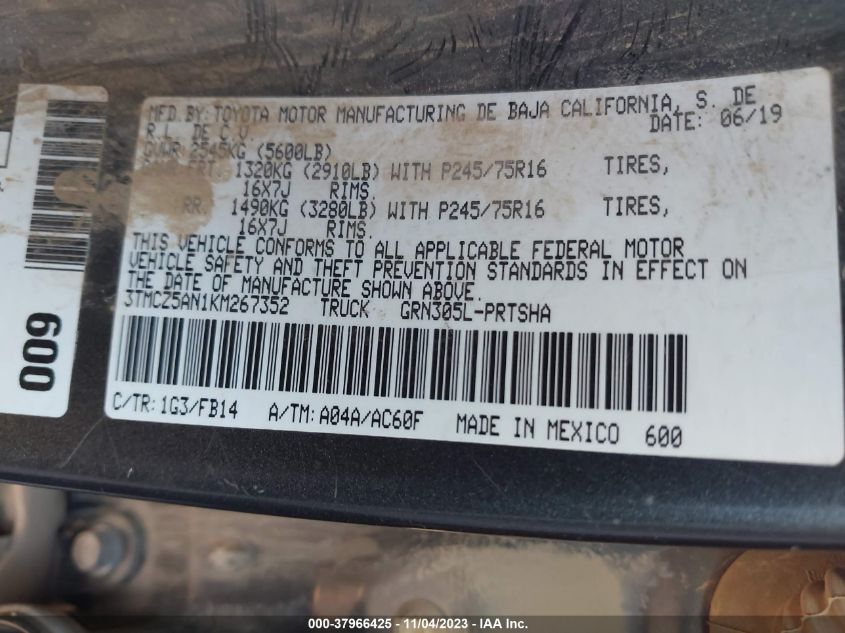 MFD.BY:TOYOTA MOTOR MANUFACTURING DE BAJA CALIFORNIA, S. DE
R.L. DE C.V. DATE: 06/19
GVWR 2545KG (5600LB)
FRT. 1320KG (2910LB) WITH P245/75R16 TIRES,
16X7J RIMS.
RR. 1490KG (3280LB) WITH P245/75R16 TIRES,
16X7J RIMS.
THIS VEHICLE CONFORMS TO ALL APPLICABLE FEDERAL MOTOR
VEHICLE SAFETY AND THEFT PREVENTION STANDARDS IN EFFECT ON
THE DATE OF MANUFACTURE SHOWN ABOVE.
3TMCZ5AN1KM267352 TRUCK GRN305L-PRTSHA
C/TR:1G3/FB14 A/TM:A04A/AC60F MADE IN MEXICO 600
600
000-37966425 - 11/04/2023 - IAA Inc.